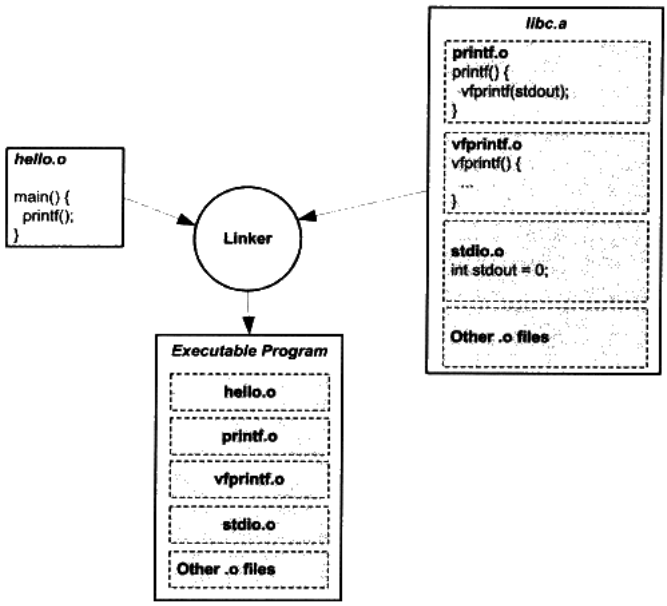 libc.a
printf.o
printf() {
vfprintf(stdout);
}
vfprintf.o
vfprintf() {
...
}
stdio.o
int stdout = 0;
Other .o files
hello.o
main() {
printf();
}
Linker
Executable Program
hello.o
printf.o
vfprintf.o
stdio.o
Other .o files